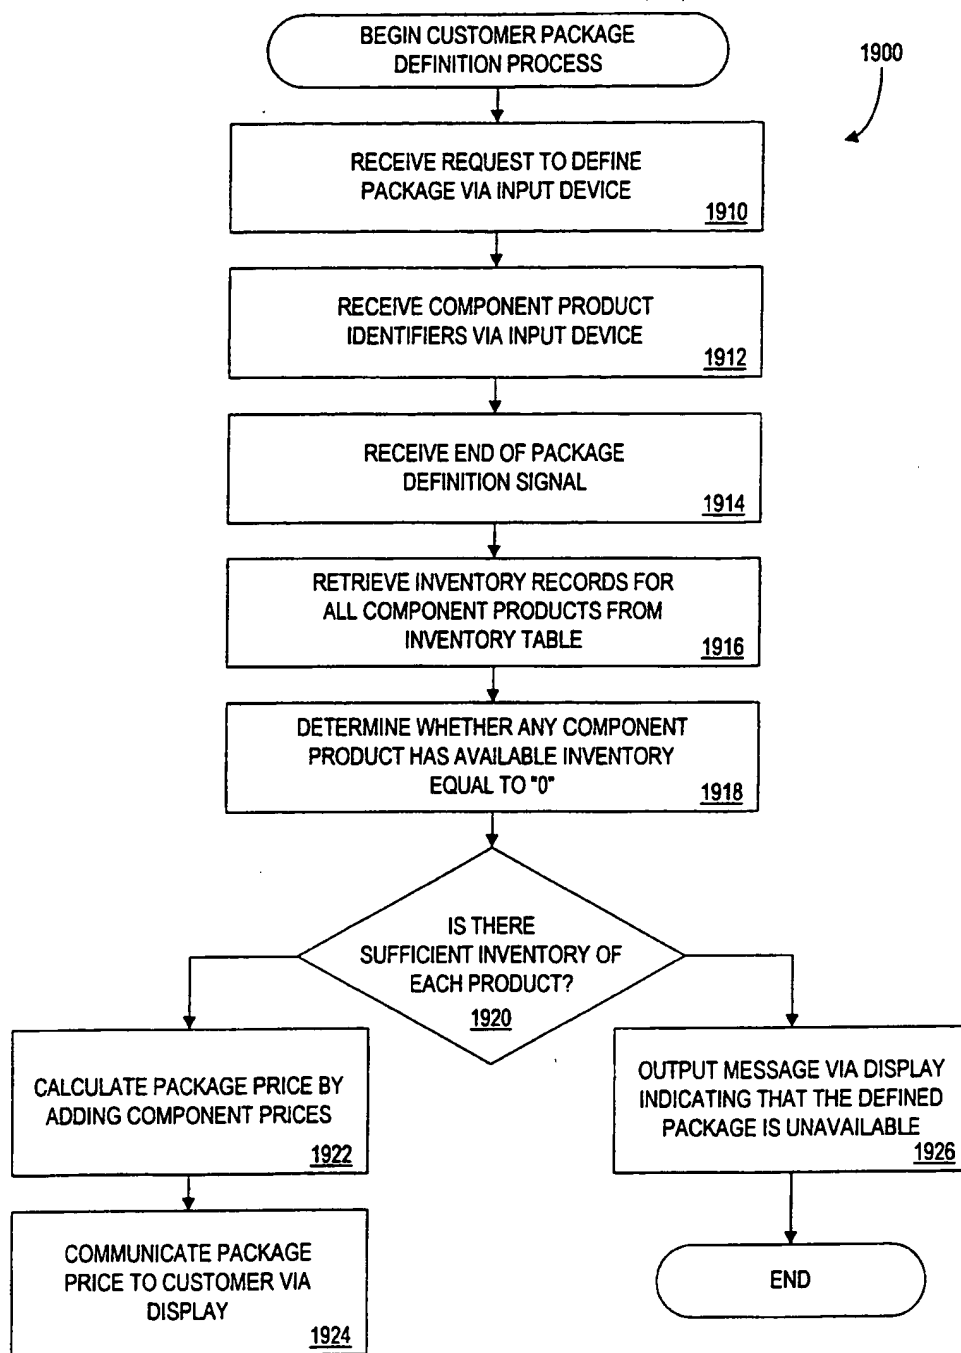 BEGIN CUSTOMER PACKAGE
DEFINITION PROCESS
1900
RECEIVE REQUEST TO DEFINE
PACKAGE VIA INPUT DEVICE
1910
RECEIVE COMPONENT PRODUCT
IDENTIFIERS VIA INPUT DEVICE
1912
RECEIVE END OF PACKAGE
DEFINITION SIGNAL
1914
RETRIEVE INVENTORY RECORDS FOR
ALL COMPONENT PRODUCTS FROM
INVENTORY TABLE
1916
DETERMINE WHETHER ANY COMPONENT
PRODUCT HAS AVAILABLE INVENTORY
EQUAL TO "0"
1918
IS THERE
SUFFICIENT INVENTORY OF
EACH PRODUCT?
1920
CALCULATE PACKAGE PRICE BY
ADDING COMPONENT PRICES
1922
OUTPUT MESSAGE VIA DISPLAY
INDICATING THAT THE DEFINED
PACKAGE IS UNAVAILABLE
1926
COMMUNICATE PACKAGE
PRICE TO CUSTOMER VIA
DISPLAY
1924
END